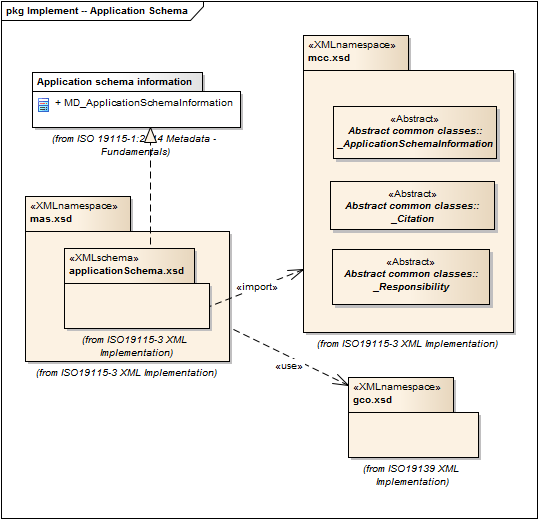 pkg Implement -- Application Schema
Application schema information
+ MD_ApplicationSchemaInformation
(from ISO 19115-1: 14 Metadata -
Fundamentals)
«XMLnamespace»
mcc.xsd
«Abstract»
Abstract common classes::
_ApplicationSchemaInformation
«Abstract»
Abstract common classes::
_Citation
«Abstract»
Abstract common classes::
_Responsibility
(from ISO19115-3 XML
Implementation)
«XMLnamespace»
mas.xsd
«XMLschema»
applicationSchema.xsd
(from ISO19115-3 XML
Implementation)
(from ISO19115-3 XML Implementation)
«import»
«use»
«XMLnamespace»
gco.xsd
(from ISO19139 XML
Implementation)